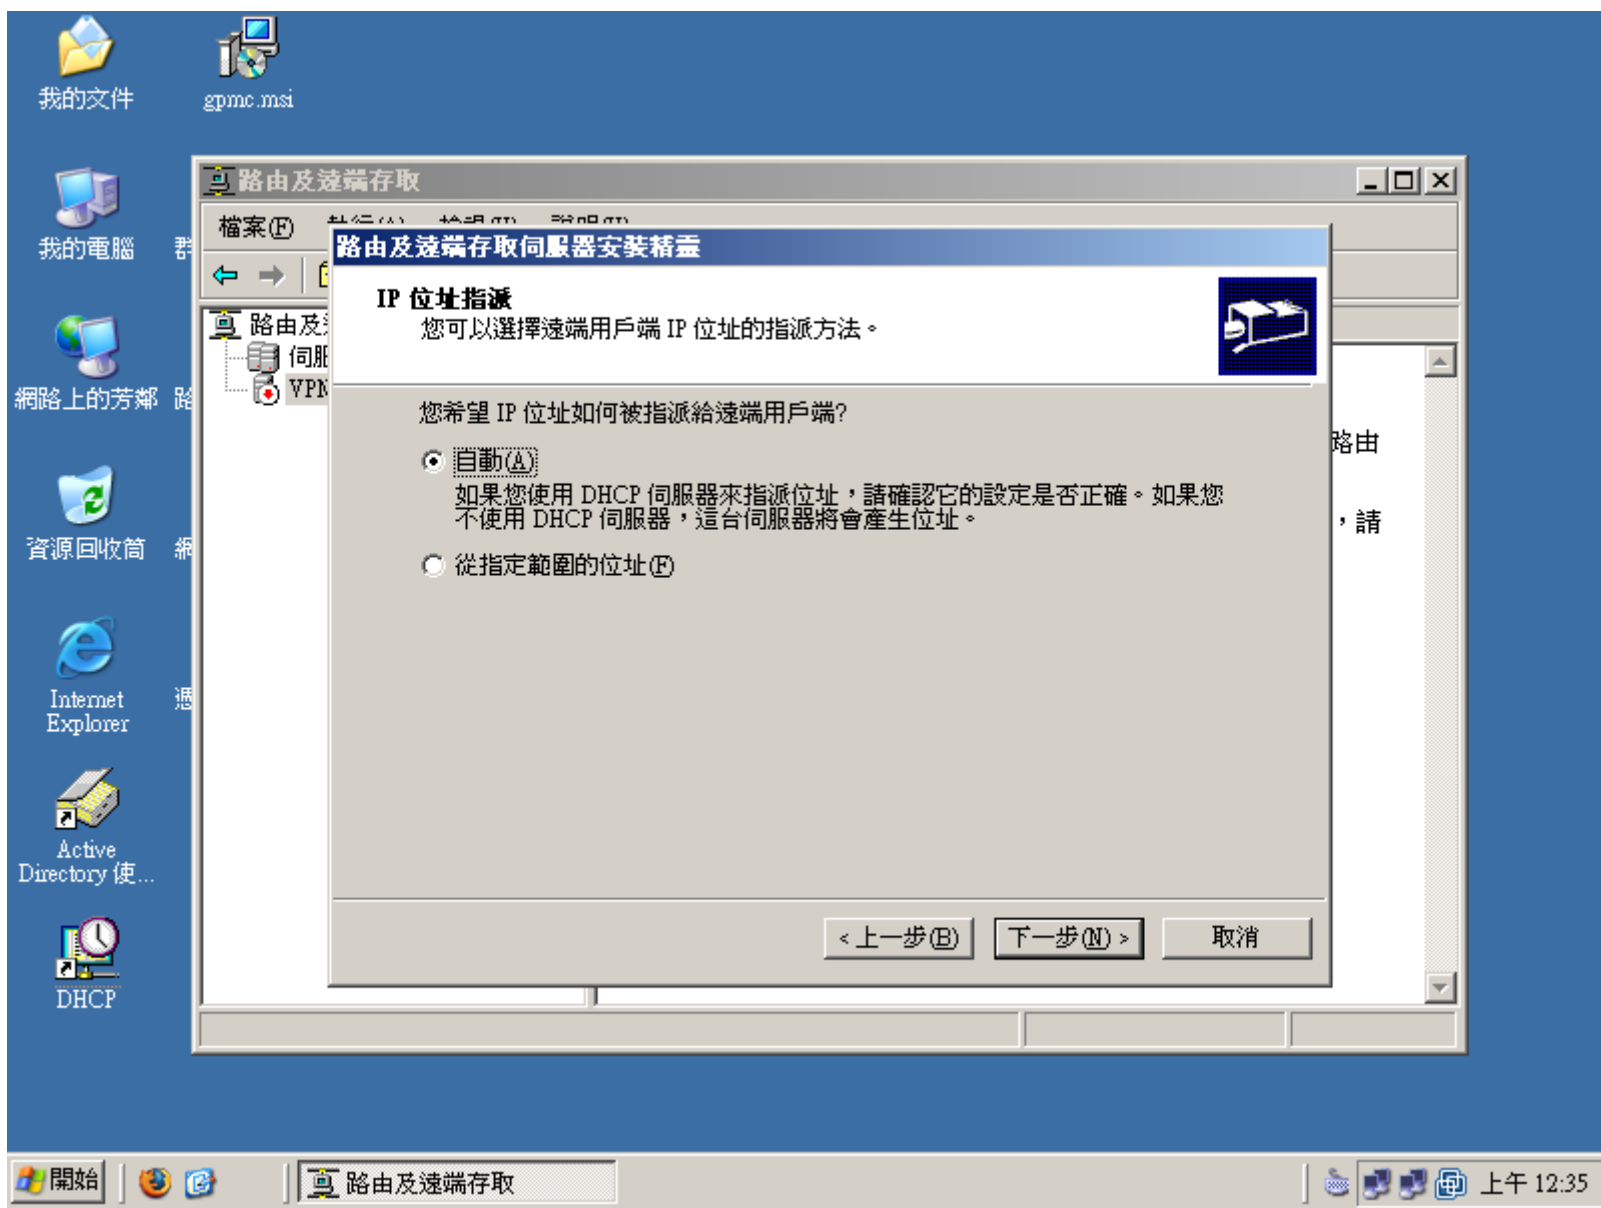 我的文件
gpmc.msi
我的電腦
網路上的芳鄰
資源回收筒
Internet
Explorer
Active
Directory 使...
DHCP
路由及遠端存取
檔案(F)
路由及遠端存取伺服器安裝精靈
IP 位址指派
您可以選擇遠端用戶端 IP 位址的指派方法。
路由及
伺服
VPN
您希望 IP 位址如何被指派給遠端用戶端?
自動(A)
如果您使用 DHCP 伺服器來指派位址，請確認它的設定是否正確。如果您
不使用 DHCP 伺服器，這台伺服器將會產生位址。
從指定範圍的位址(F)
路由
，請
< 上一步(B)
下一步(N) >
取消
開始
路由及遠端存取
上午 12:35